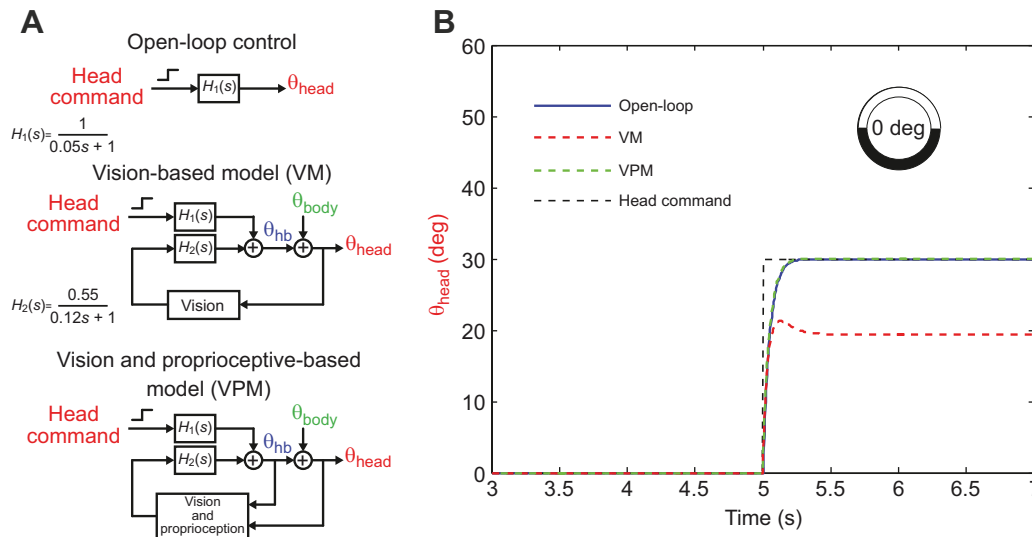 A
Open-loop control
Head
command
H₁(s)
θhead
H₁(s)= 1
0.05s + 1
Vision-based model (VM)
Head
command
H₁(s)
θbody
θhb
H₂(s)
+
+
θhead
H₂(s)= 0.55
0.12s + 1
Vision
Vision and proprioceptive-based
model (VPM)
Head
command
H₁(s)
θbody
θhb
H₂(s)
+
+
θhead
Vision
and
proprioception
B
θhead (deg)
60
50
40
30
20
10
0
Open-loop
VM
VPM
Head command
0 deg
3
3.5
4
4.5
5
5.5
6
6.5
7
Time (s)